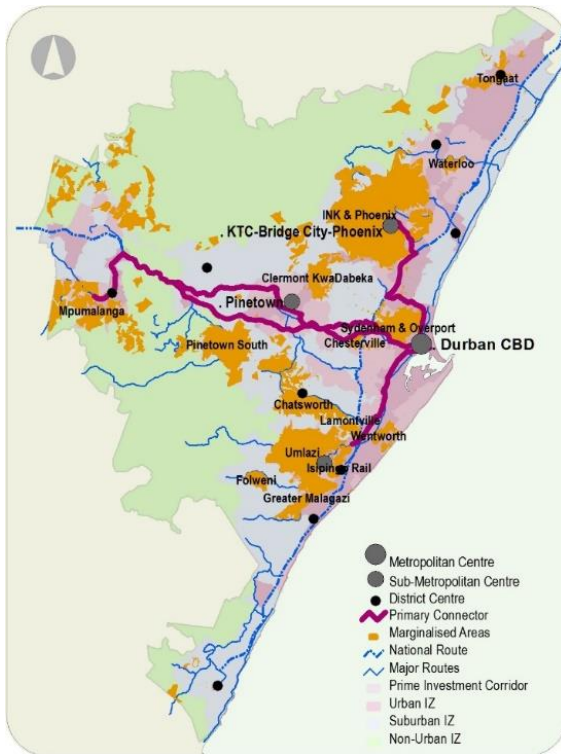 Tongaat
Waterloo
INK & Phoenix
. KTC-Bridge City-Phoenix
Clermont KwaDabeka
. Pinetown
Mpumalanga
Sydenham & Overport
Chesterville
Durban CBD
Pinetown South
Chatsworth
Lamontville
Wentworth
Umlazi
Isipingo Rail
Folweni
Greater Malagazi
Metropolitan Centre
Sub-Metropolitan Centre
District Centre
Primary Connector
Marginalised Areas
National Route
Major Routes
Prime Investment Corridor
Urban IZ
Suburban IZ
Non-Urban IZ